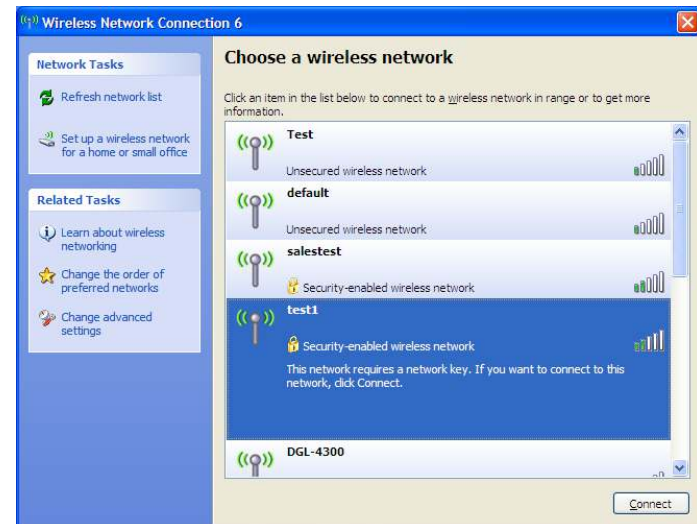 Wireless Network Connection 6
Network Tasks
Refresh network list
Set up a wireless network
for a home or small office
Related Tasks
Learn about wireless
networking
Change the order of
preferred networks
Change advanced
settings
Choose a wireless network
Click an item in the list below to connect to a wireless network in range or to get more
information.
Test
Unsecured wireless network
default
Unsecured wireless network
salestest
Security-enabled wireless network
test1
Security-enabled wireless network
This network requires a network key. If you want to connect to this
network, click Connect.
DGL-4300
Connect